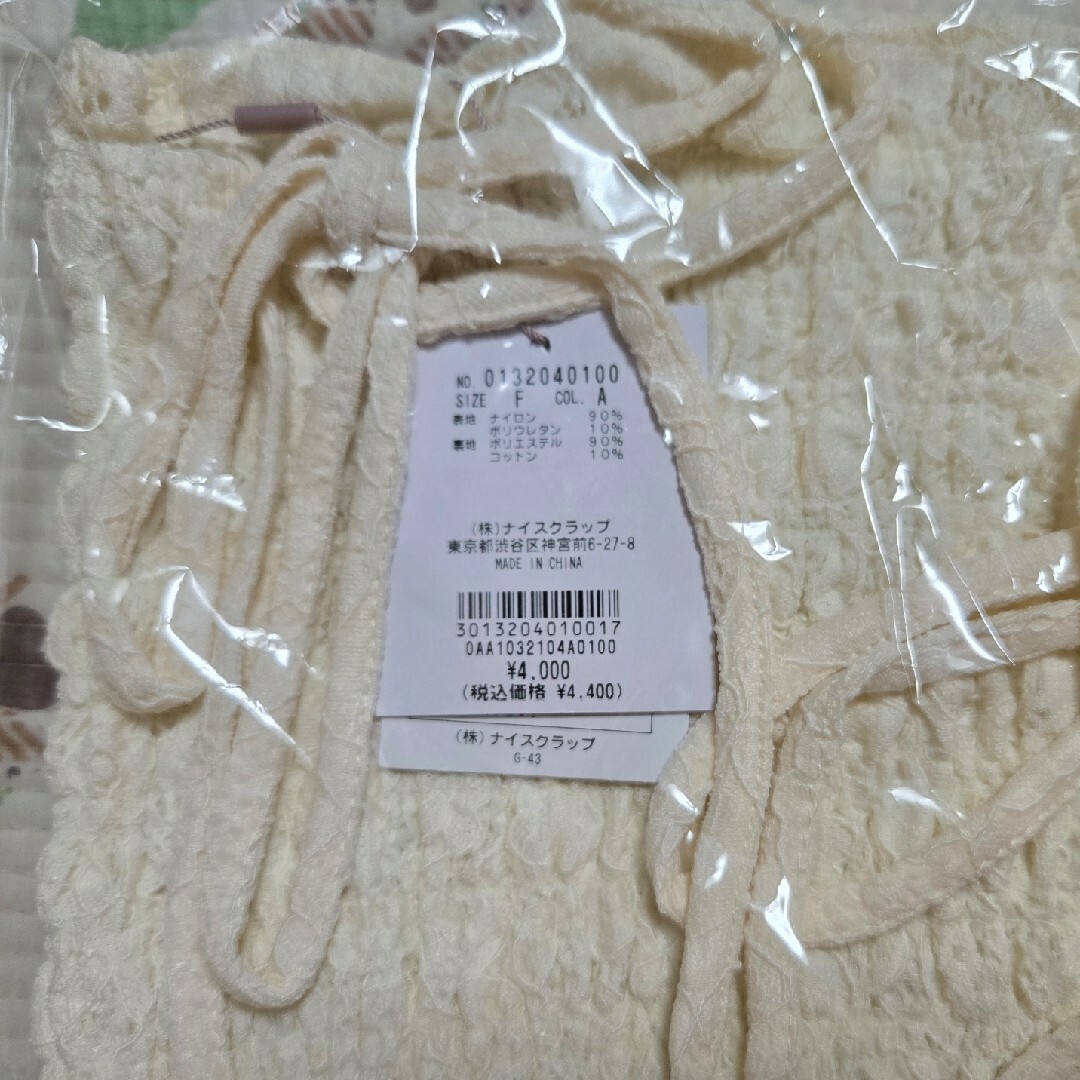 NO. 0132040100
SIZE F COL. A
表地 ナイロン 90%
ポリウレタン 10%
裏地 ポリエステル 90%
コットン 10%
(株)ナイスクラップ
東京都渋谷区神宮前6-27-8
MADE IN CHINA
3013204010017
0AA1032104A0100
¥4,000
(税込価格 ¥4,400)
(株)ナイスクラップ
G-43